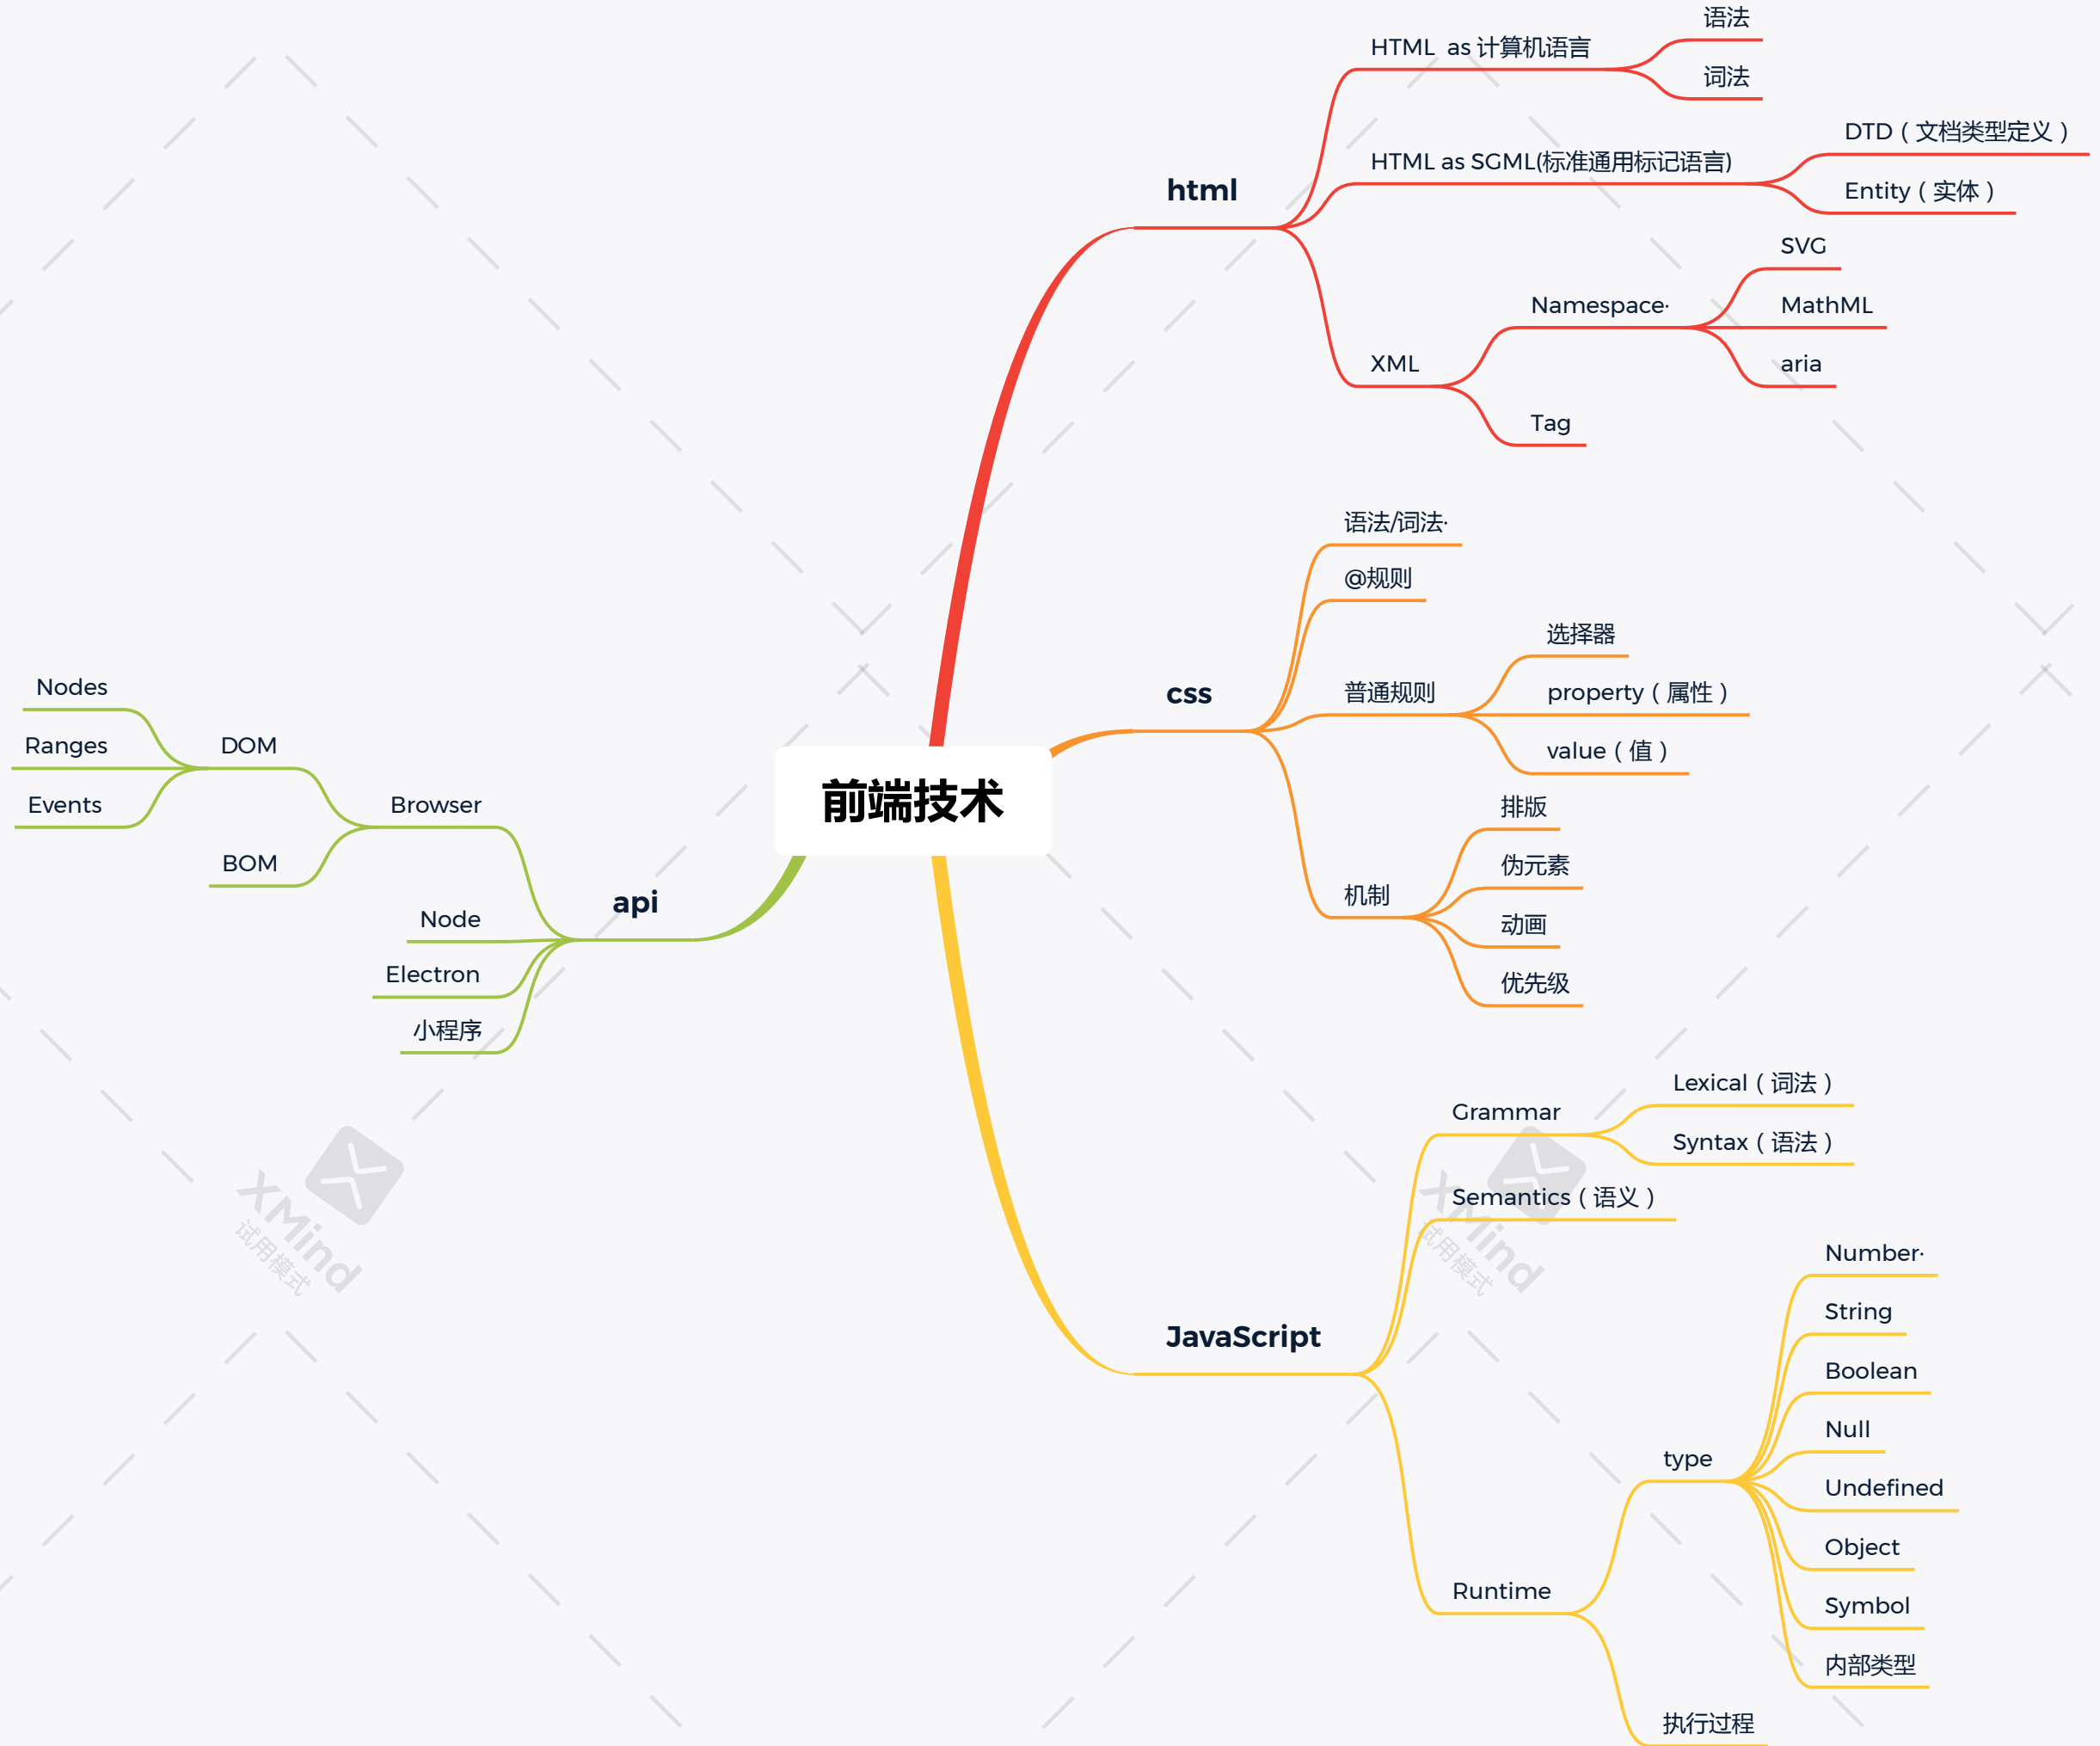 前端技术
html
HTML as 计算机语言
语法
词法
HTML as SGML(标准通用标记语言)
DTD（文档类型定义）
Entity（实体）
XML
Namespace·
SVG
MathML
aria
Tag
css
语法/词法·
@规则
普通规则
选择器
property（属性）
value（值）
机制
排版
伪元素
动画
优先级
JavaScript
Grammar
Lexical（词法）
Syntax（语法）
Semantics（语义）
Runtime
type
Number·
String
Boolean
Null
Undefined
Object
Symbol
内部类型
执行过程
api
Browser
DOM
Nodes
Ranges
Events
BOM
Node
Electron
小程序
XMind
试用模式
XMind
试用模式